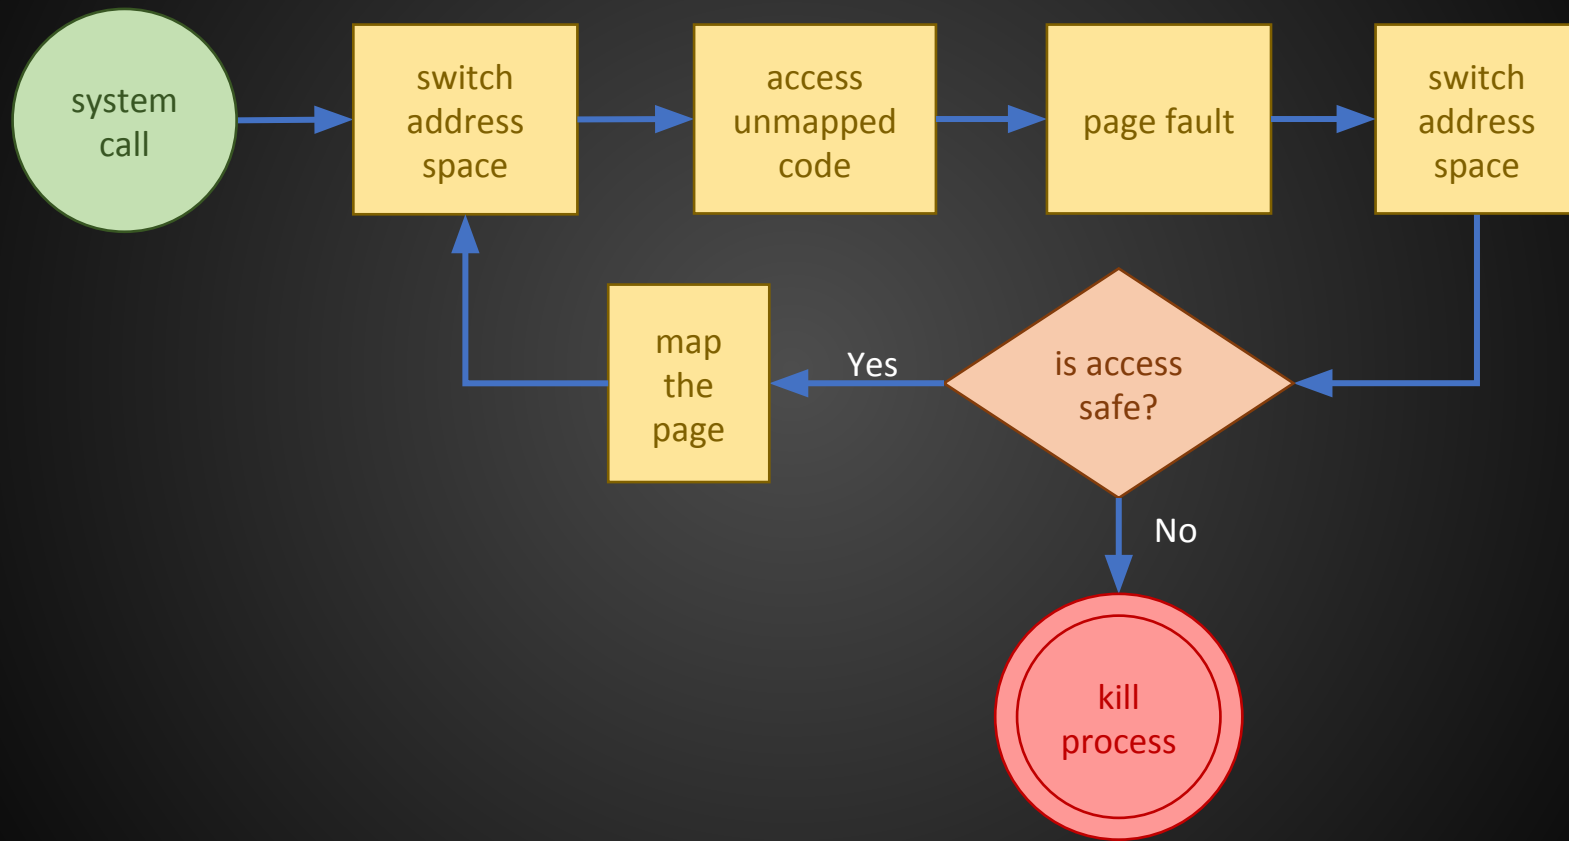 system
call
switch
address
space
access
unmapped
code
page fault
switch
address
space
is access
safe?
Yes
map
the
page
No
kill
process